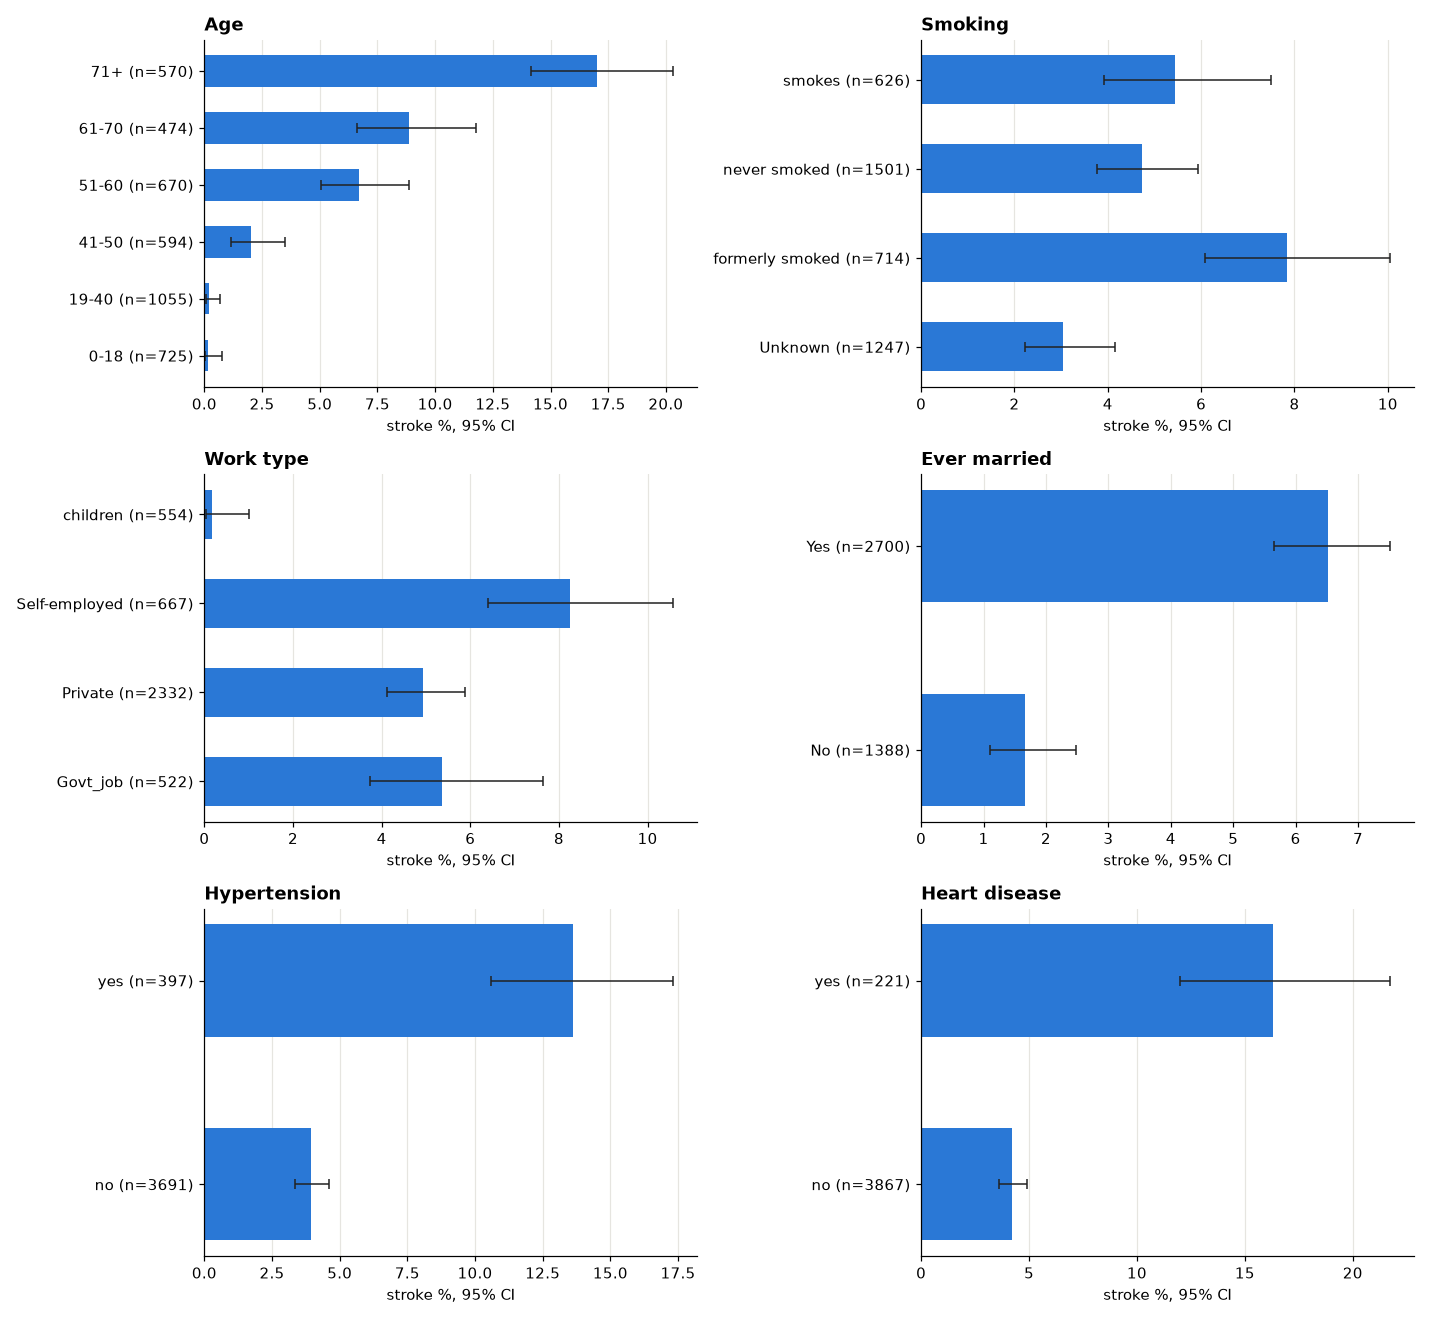 Age
71+ (n=570)
61-70 (n=474)
51-60 (n=670)
41-50 (n=594)
19-40 (n=1055)
0-18 (n=725)
0.0 2.5 5.0 7.5 10.0 12.5 15.0 17.5 20.0
stroke %, 95% CI
Smoking
smokes (n=626)
never smoked (n=1501)
formerly smoked (n=714)
Unknown (n=1247)
0 2 4 6 8 10
stroke %, 95% CI
Work type
children (n=554)
Self-employed (n=667)
Private (n=2332)
Govt_job (n=522)
0 2 4 6 8 10
stroke %, 95% CI
Ever married
Yes (n=2700)
No (n=1388)
0 1 2 3 4 5 6 7
stroke %, 95% CI
Hypertension
yes (n=397)
no (n=3691)
0.0 2.5 5.0 7.5 10.0 12.5 15.0 17.5
stroke %, 95% CI
Heart disease
yes (n=221)
no (n=3867)
0 5 10 15 20
stroke %, 95% CI